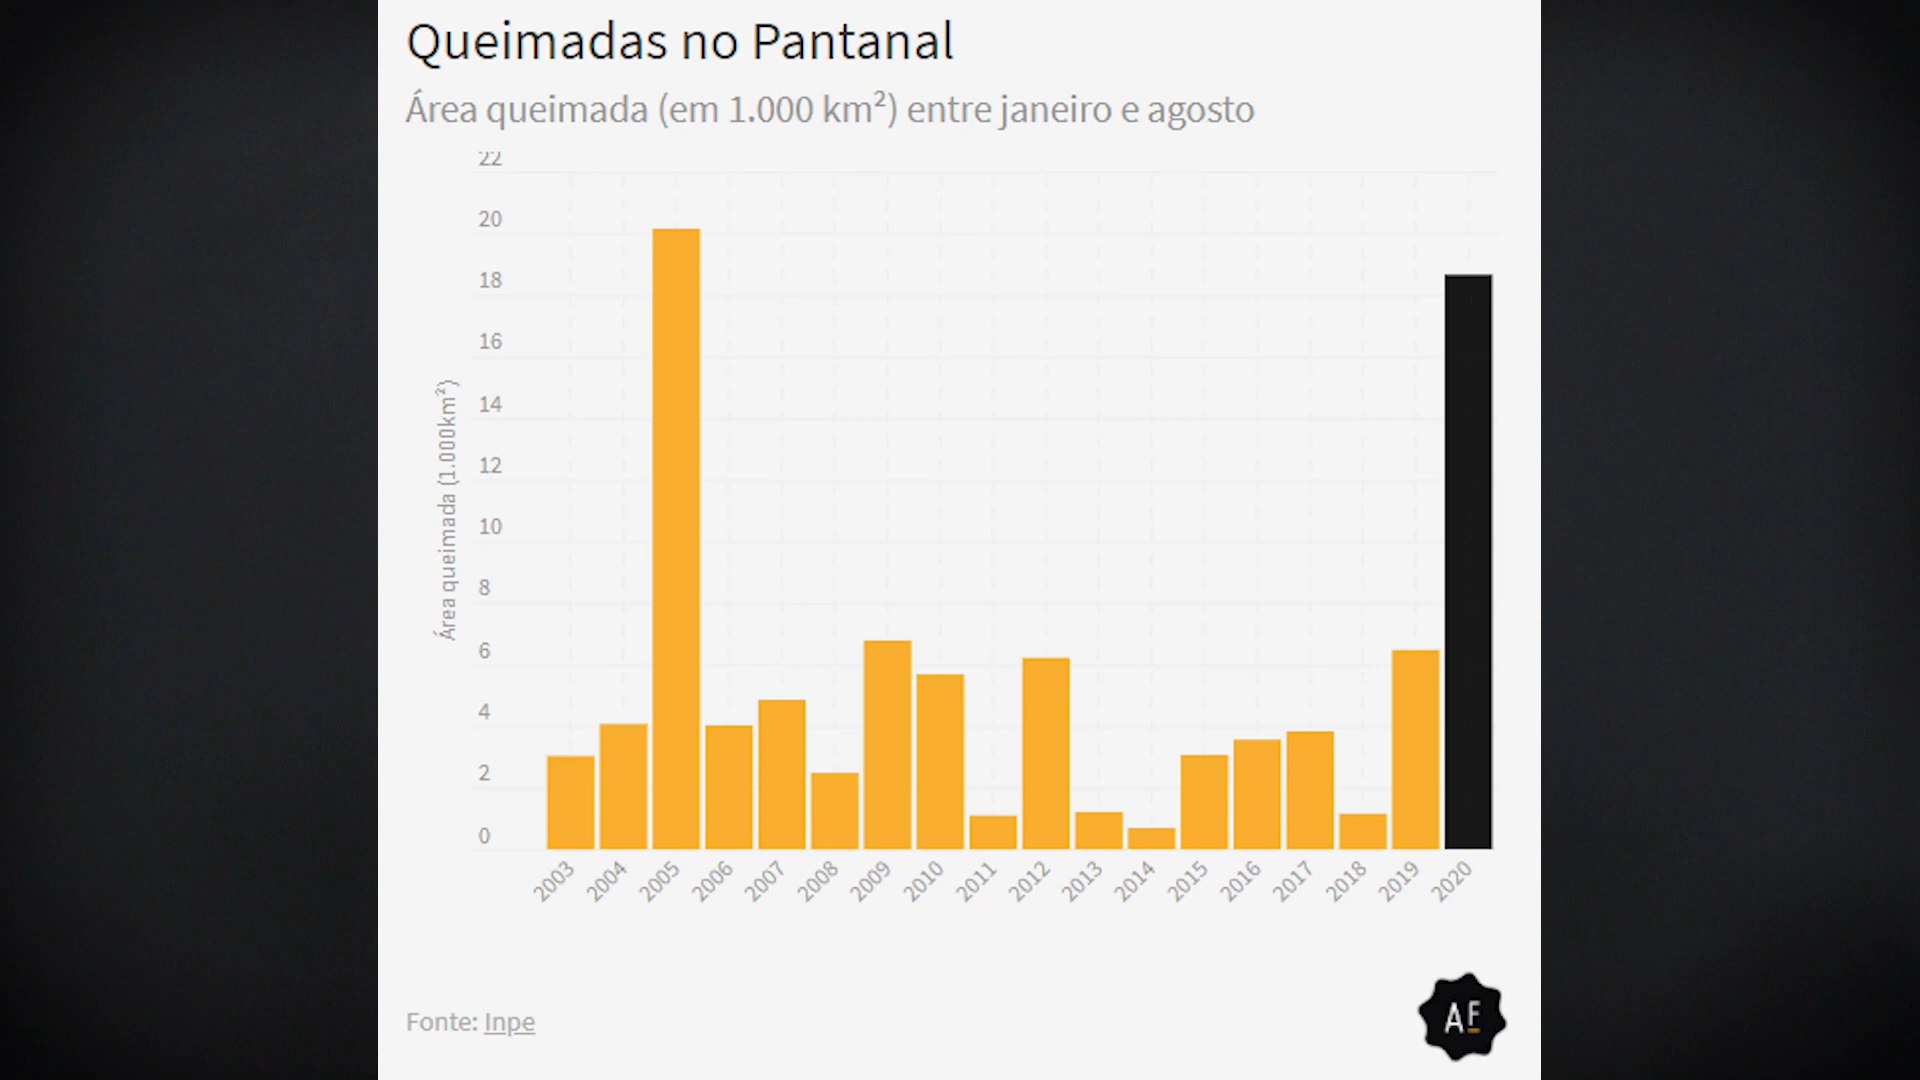 Queimadas no Pantanal
Área queimada (em 1.000 km²) entre janeiro e agosto
22
20
18
16
14
12
10
8
6
4
2
0
Área queimada (1.000km²)
2003 2004 2005 2006 2007 2008 2009 2010 2011 2012 2013 2014 2015 2016 2017 2018 2019 2020
Fonte: Inpe
AF